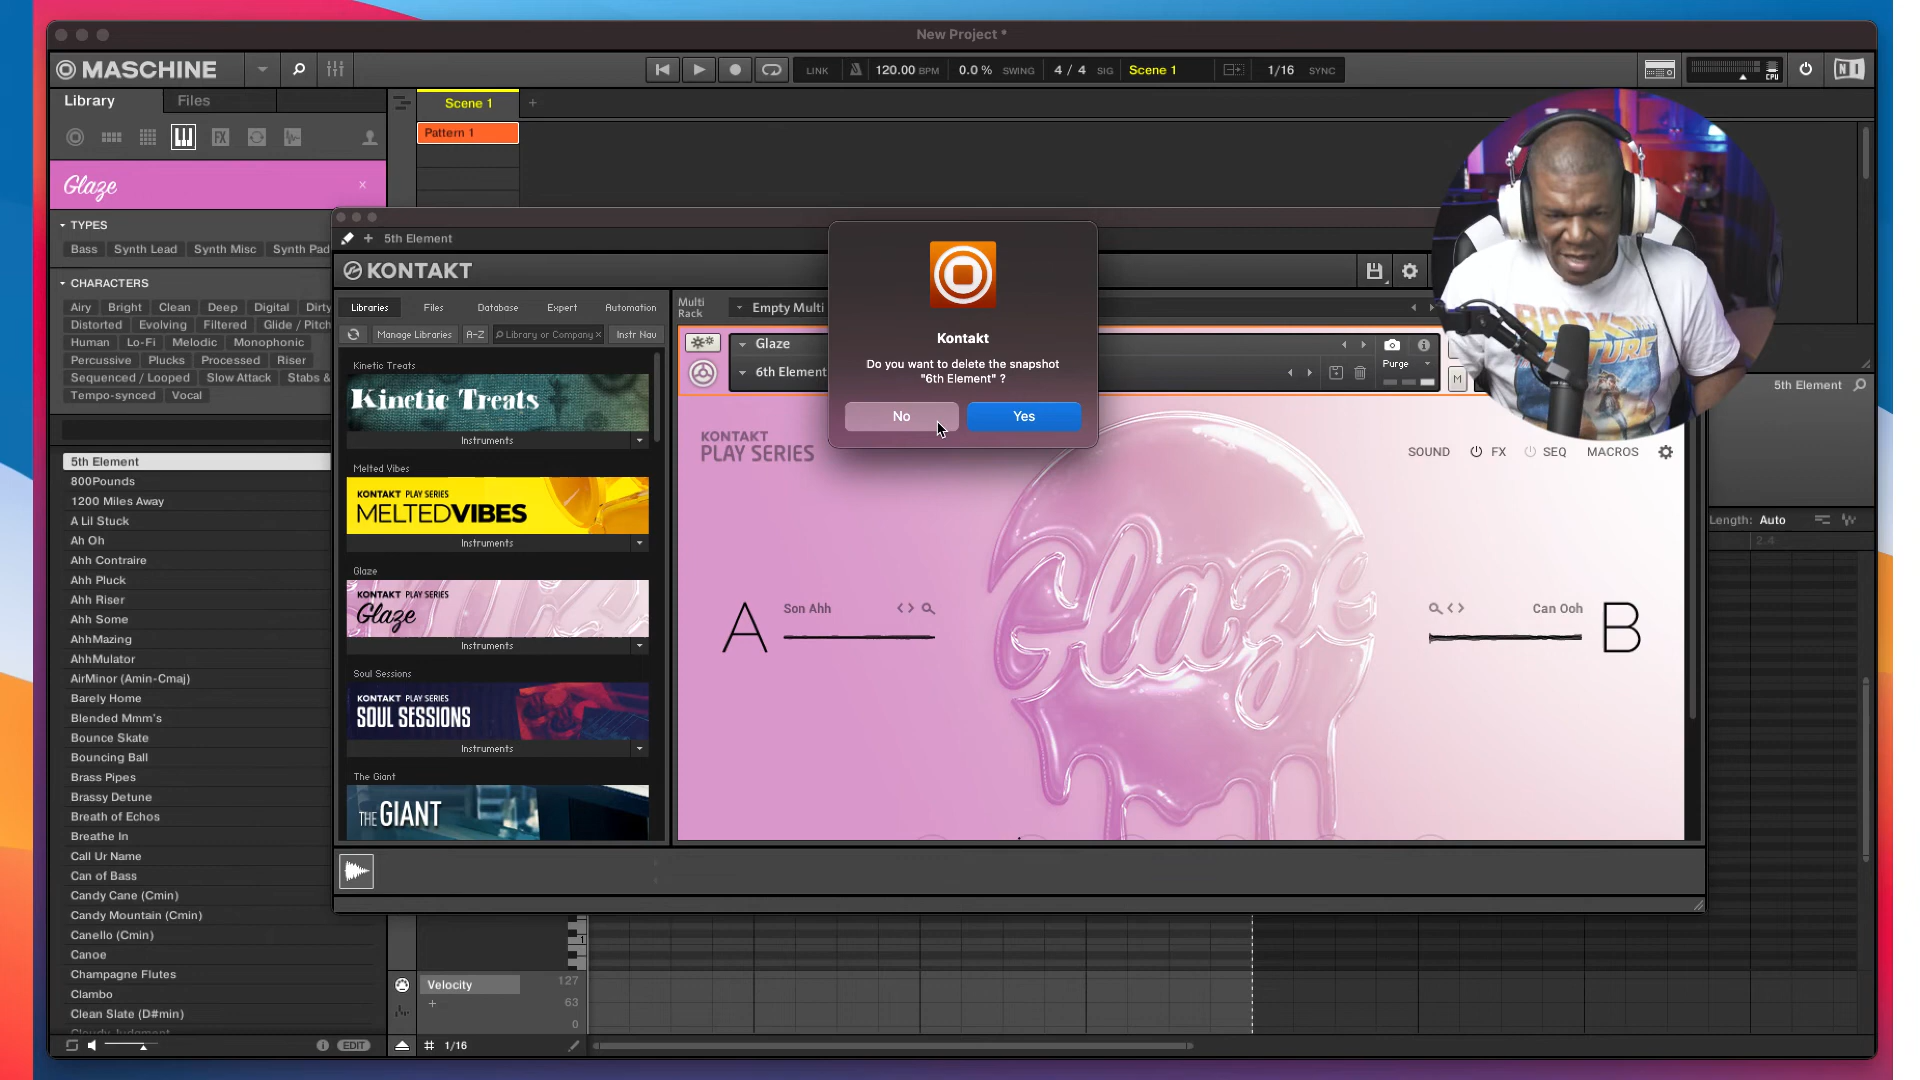 New Project *
MASCHINE
LINK 120.00 BPM 0.0 % SWING 4 / 4 SIG Scene 1 1/16 SYNC
CPU
Library Files
Scene 1 +
Pattern 1
Glaze x
TYPES
Bass Synth Lead Synth Misc Synth Pad
CHARACTERS
Airy Bright Clean Deep Digital Dirty
Distorted Evolving Filtered Glide / Pitch
Human Lo-Fi Melodic Monophonic
Percussive Plucks Processed Riser
Sequenced / Looped Slow Attack Stabs &
Tempo-synced Vocal
5th Element
800Pounds
1200 Miles Away
A Lil Stuck
Ah Oh
Ahh Contraire
Ahh Pluck
Ahh Riser
Ahh Some
AhhMazing
AhhMulator
AirMinor (Amin-Cmaj)
Barely Home
Blended Mmm's
Bounce Skate
Bouncing Ball
Brass Pipes
Brassy Detune
Breath of Echos
Breathe In
Call Ur Name
Can of Bass
Candy Cane (Cmin)
Candy Mountain (Cmin)
Canello (Cmin)
Canoe
Champagne Flutes
Clambo
Clean Slate (D#min)
Cloudy Judgment
EDIT
+ 5th Element
KONTAKT
Libraries Files Database Expert Automation
Manage Libraries A-Z Library or Company × Instr Nav
Kinetic Treats
Kinetic Treats
Instruments
Melted Vibes
KONTAKT PLAY SERIES
MELTEDVIBES
Instruments
Glaze
KONTAKT PLAY SERIES
Glaze
Instruments
Soul Sessions
KONTAKT PLAY SERIES
SOUL SESSIONS
Instruments
The Giant
THE GIANT
Multi
Rack
Empty Multi
Glaze
6th Element
Purge
M
Kontakt
Do you want to delete the snapshot
"6th Element" ?
No Yes
KONTAKT
PLAY SERIES
SOUND FX SEQ MACROS
Glaze
A Son Ahh
Can Ooh B
BACK
FUTURE
5th Element
Length: Auto
2.4
1
Velocity 127
+ 63
0
# 1/16